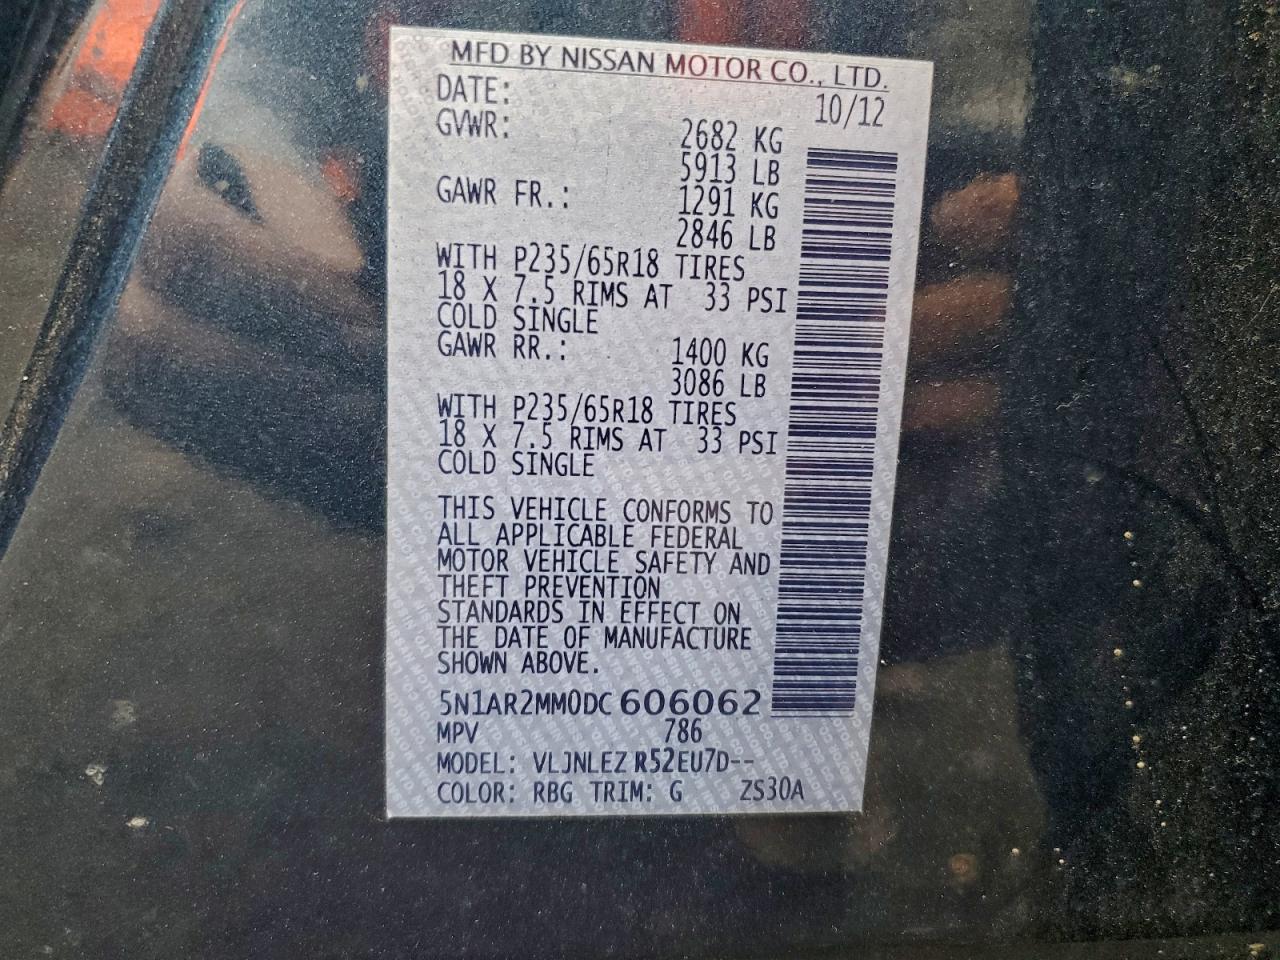 MFD BY NISSAN MOTOR CO., LTD.
DATE: 10/12
GVWR: 2682 KG
5913 LB
GAWR FR.: 1291 KG
2846 LB
WITH P235/65R18 TIRES
18 X 7.5 RIMS AT 33 PSI
COLD SINGLE
GAWR RR.: 1400 KG
3086 LB
WITH P235/65R18 TIRES
18 X 7.5 RIMS AT 33 PSI
COLD SINGLE
THIS VEHICLE CONFORMS TO
ALL APPLICABLE FEDERAL
MOTOR VEHICLE SAFETY AND
THEFT PREVENTION
STANDARDS IN EFFECT ON
THE DATE OF MANUFACTURE
SHOWN ABOVE.
5N1AR2MM0DC606062
MPV 786
MODEL: VLJNLEZ R52EU7D--
COLOR: RBG TRIM: G ZS30A